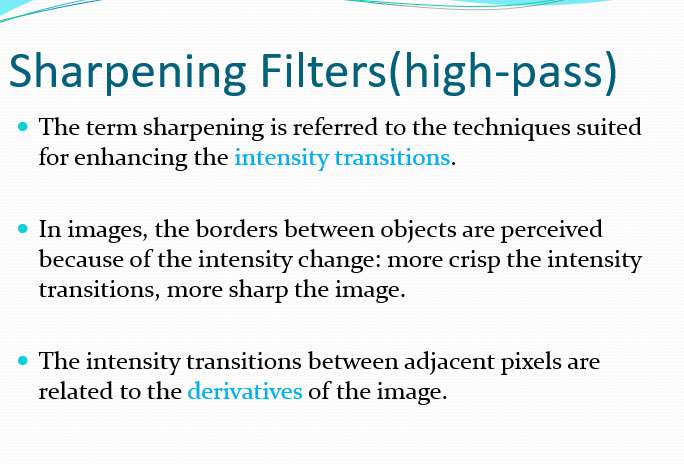 Sharpening Filters(high-pass)
The term sharpening is referred to the techniques suited
for enhancing the intensity transitions.
In images, the borders between objects are perceived
because of the intensity change: more crisp the intensity
transitions, more sharp the image.
The intensity transitions between adjacent pixels are
related to the derivatives of the image.